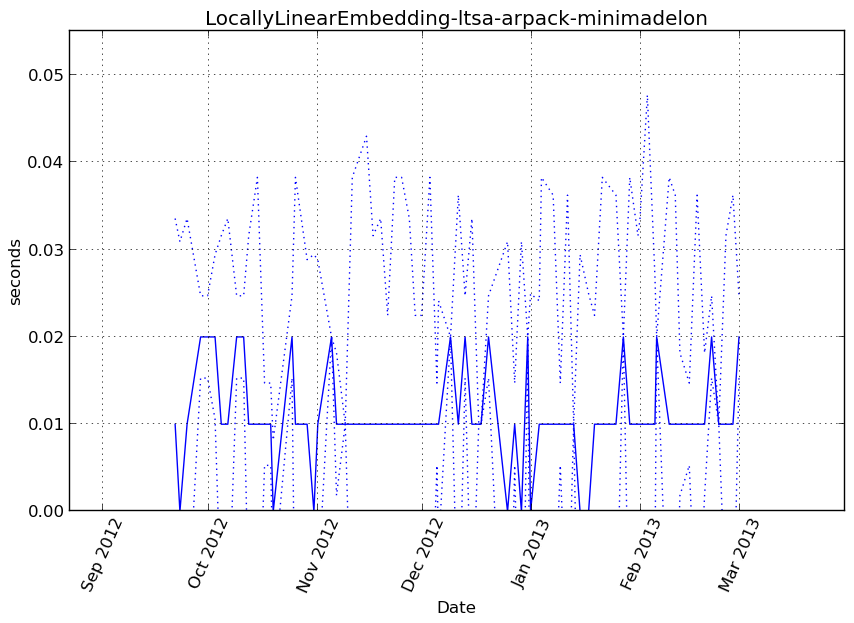 LocallyLinearEmbedding-ltsa-arpack-minimadelon
0.05
0.04
0.03
0.02
0.01
0.00
seconds
Sep 2012
Oct 2012
Nov 2012
Dec 2012
Jan 2013
Feb 2013
Mar 2013
Date